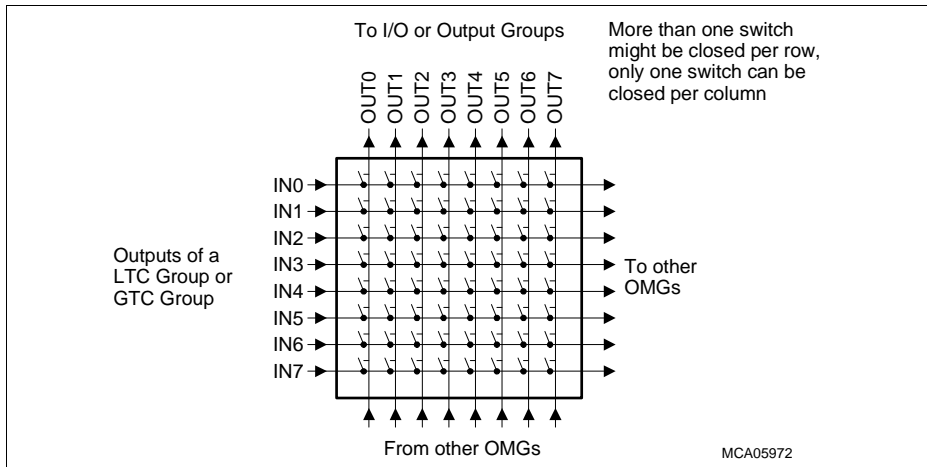 To I/O or Output Groups
More than one switch
might be closed per row,
only one switch can be
closed per column
OUT0
OUT1
OUT2
OUT3
OUT4
OUT5
OUT6
OUT7
IN0
IN1
IN2
IN3
IN4
IN5
IN6
IN7
Outputs of a
LTC Group or
GTC Group
To other
OMGs
From other OMGs
MCA05972